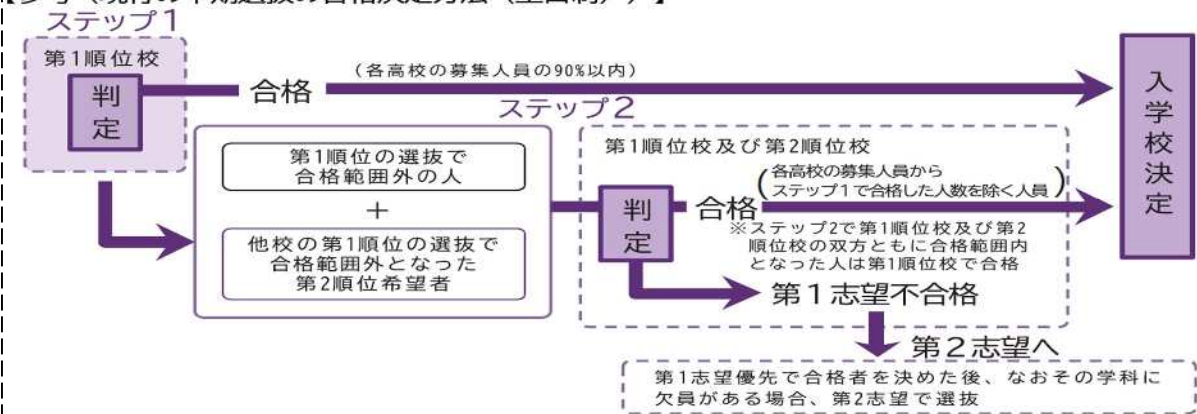 ステップ1
第1順位校
判
定
合格
(各高校の募集人員の90%以内)
入
学
校
決
定
ステップ2
第1順位の選抜で
合格範囲外の人
+
他校の第1順位の選抜で
合格範囲外となった
第2順位希望者
第1順位校及び第2順位校
判
定
合格
(各高校の募集人員から
ステップ1で合格した人数を除く人員)
※ステップ2で第1順位校及び第2
順位校の双方ともに合格範囲内
となった人は第1順位校で合格
第1志望不合格
第2志望へ
第1志望優先で合格者を決めた後、なおその学科に
欠員がある場合、第2志望で選抜